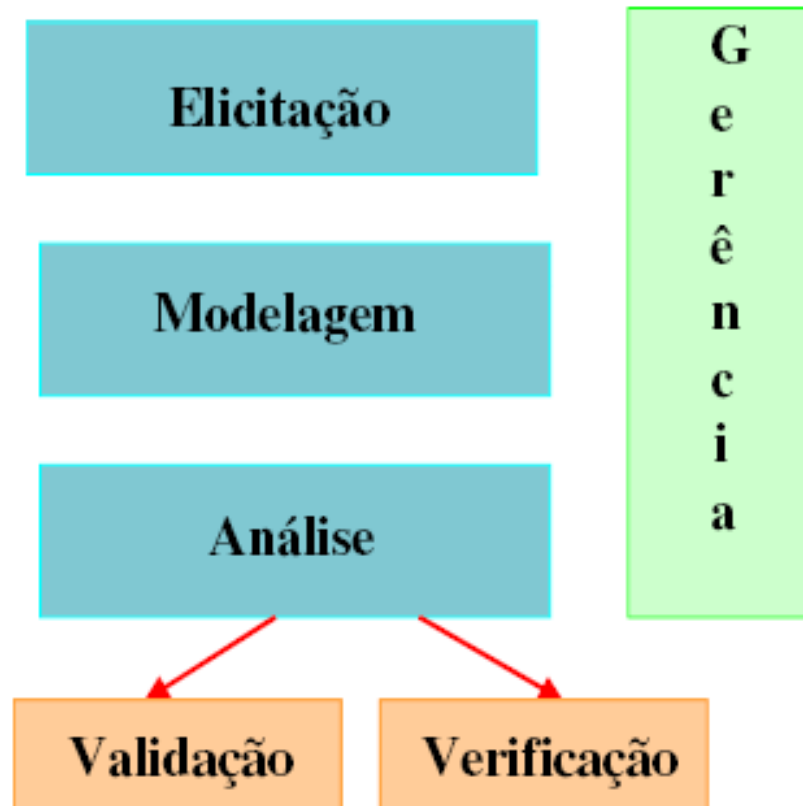 Elicitação
Modelagem
Análise
Validação
Verificação
G
e
r
ê
n
c
i
a